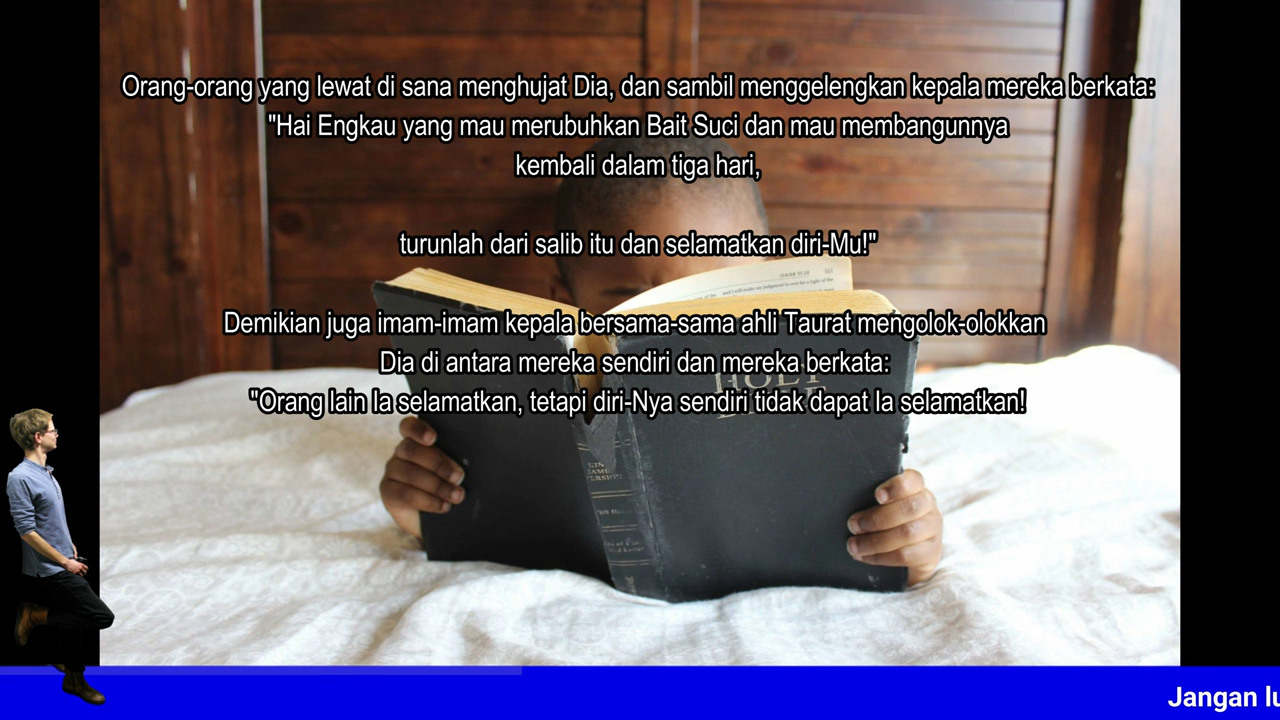 Orang-orang yang lewat di sana menghujat Dia, dan sambil menggelengkan kepala mereka berkata:
"Hai Engkau yang mau merubuhkan Bait Suci dan mau membangunnya
kembali dalam tiga hari,
turunlah dari salib itu dan selamatkan diri-Mu!"
Demikian juga imam-imam kepala bersama-sama ahli Taurat mengolok-olokkan
Dia di antara mereka sendiri dan mereka berkata:
"Orang lain Ia selamatkan, tetapi diri-Nya sendiri tidak dapat Ia selamatkan!
HOLY
Jangan lu